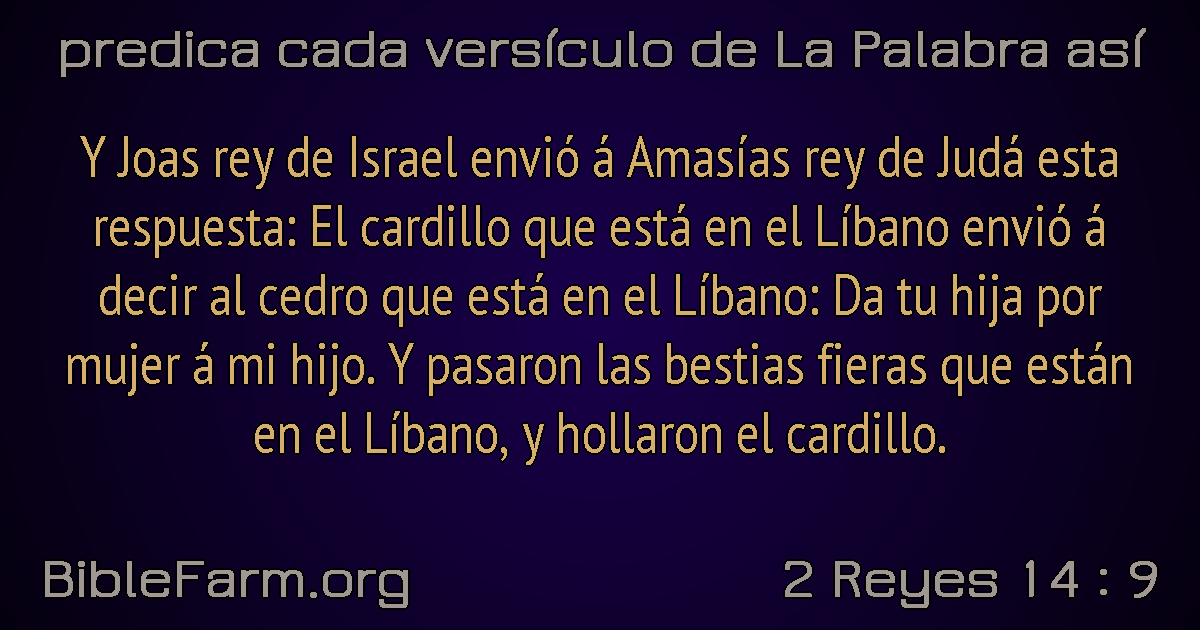 predica cada versículo de La Palabra así
Y Joas rey de Israel envió á Amasías rey de Judá esta
respuesta: El cardillo que está en el Líbano envió á
decir al cedro que está en el Líbano: Da tu hija por
mujer á mi hijo. Y pasaron las bestias fieras que están
en el Líbano, y hollaron el cardillo.
BibleFarm.org
2 Reyes 14 : 9